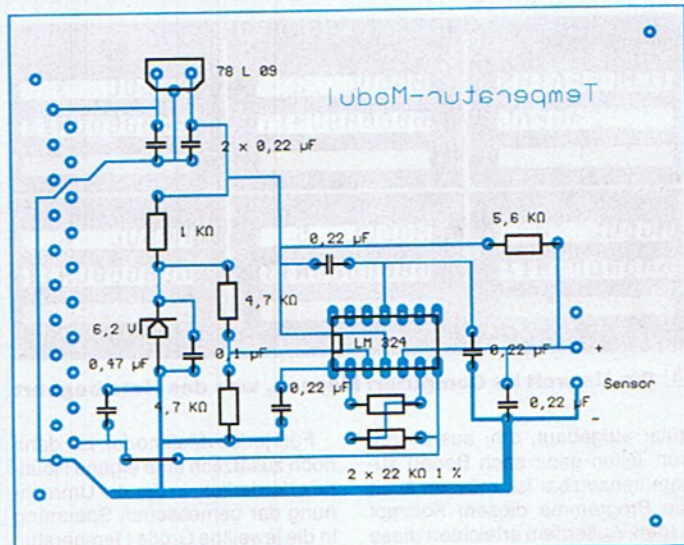 78 L 09
Temperatur-Modul
2 x 0,22 µF
1 KΩ
5,6 KΩ
0,22 µF
4,7 KΩ
6,2 V
LM 324
0,1 µF
0,22 µF
+
0,47 µF
0,22 µF
Sensor
4,7 KΩ
0,22 µF
-
2 x 22 KΩ 1 %